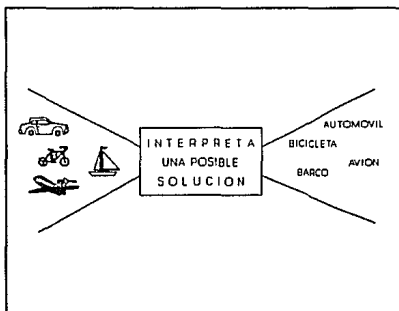 INTERPRETA
UNA POSIBLE
SOLUCION
AUTOMOVIL
BICICLETA
AVION
BARCO